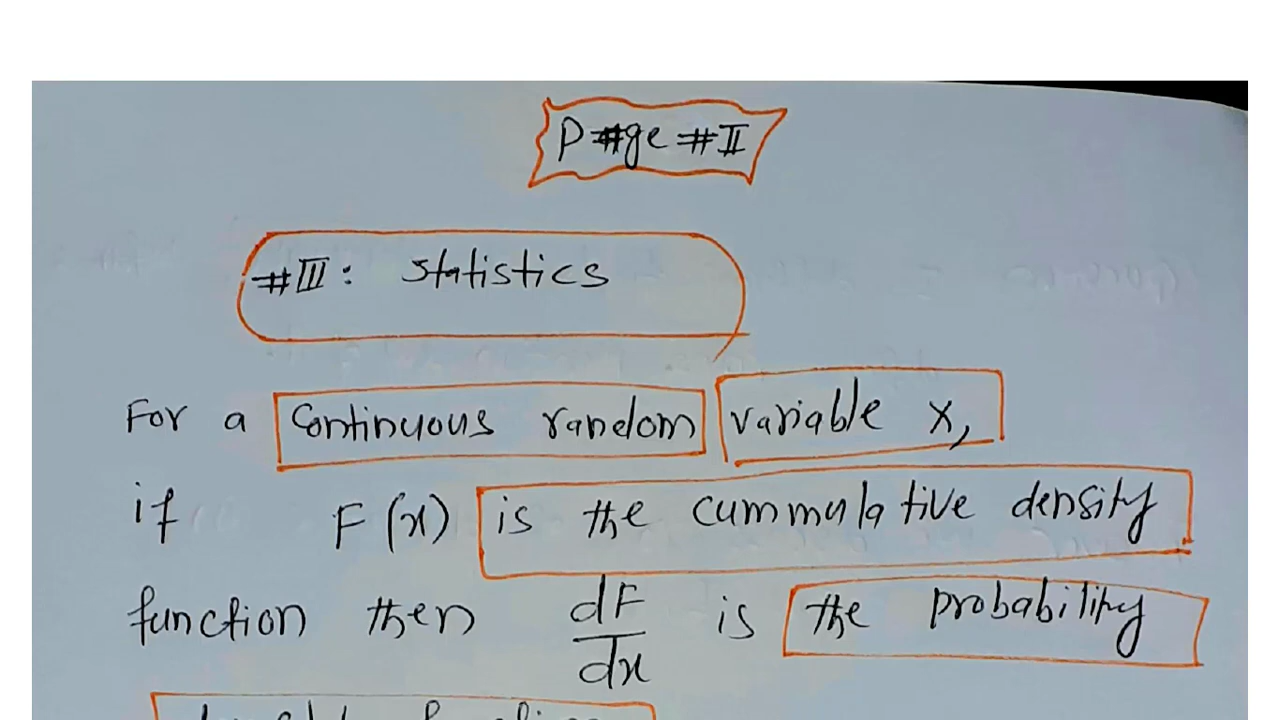 P#ge #II
#III: Statistics
For a Continuous random variable X,
if F(x) is the cummulative density
function then dF/dx is the probability